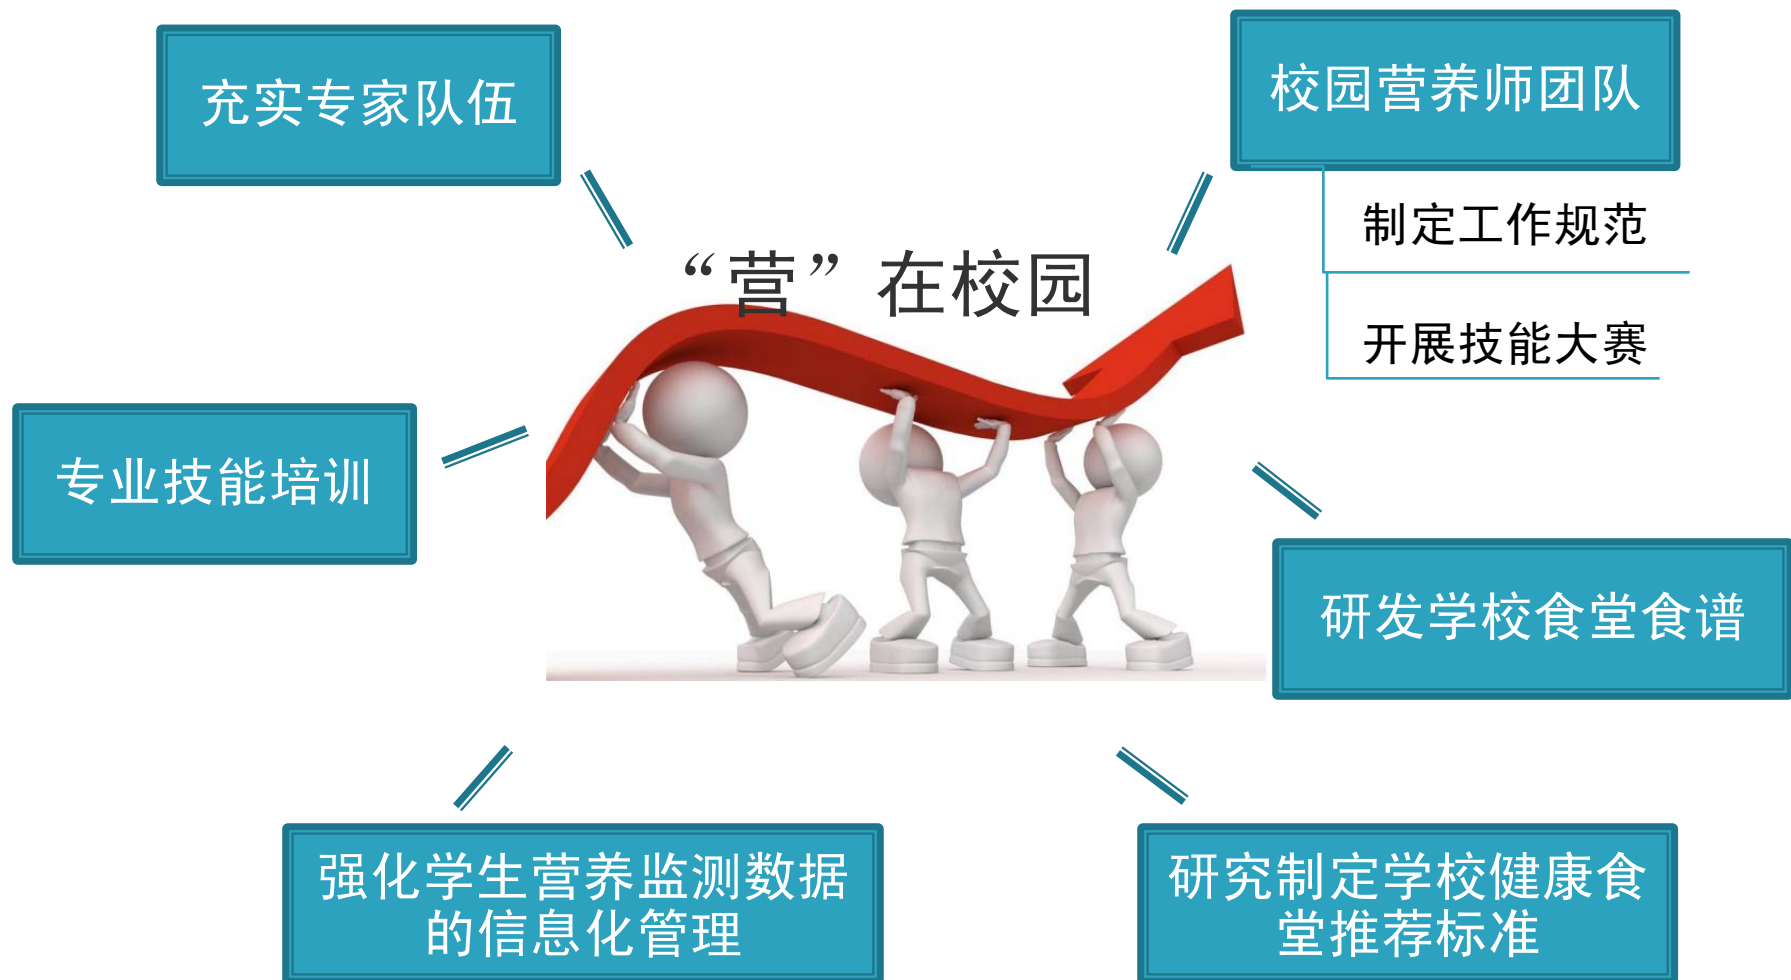 充实专家队伍
校园营养师团队
制定工作规范
“营”在校园
开展技能大赛
专业技能培训
研发学校食堂食谱
强化学生营养监测数据
的信息化管理
研究制定学校健康食
堂推荐标准